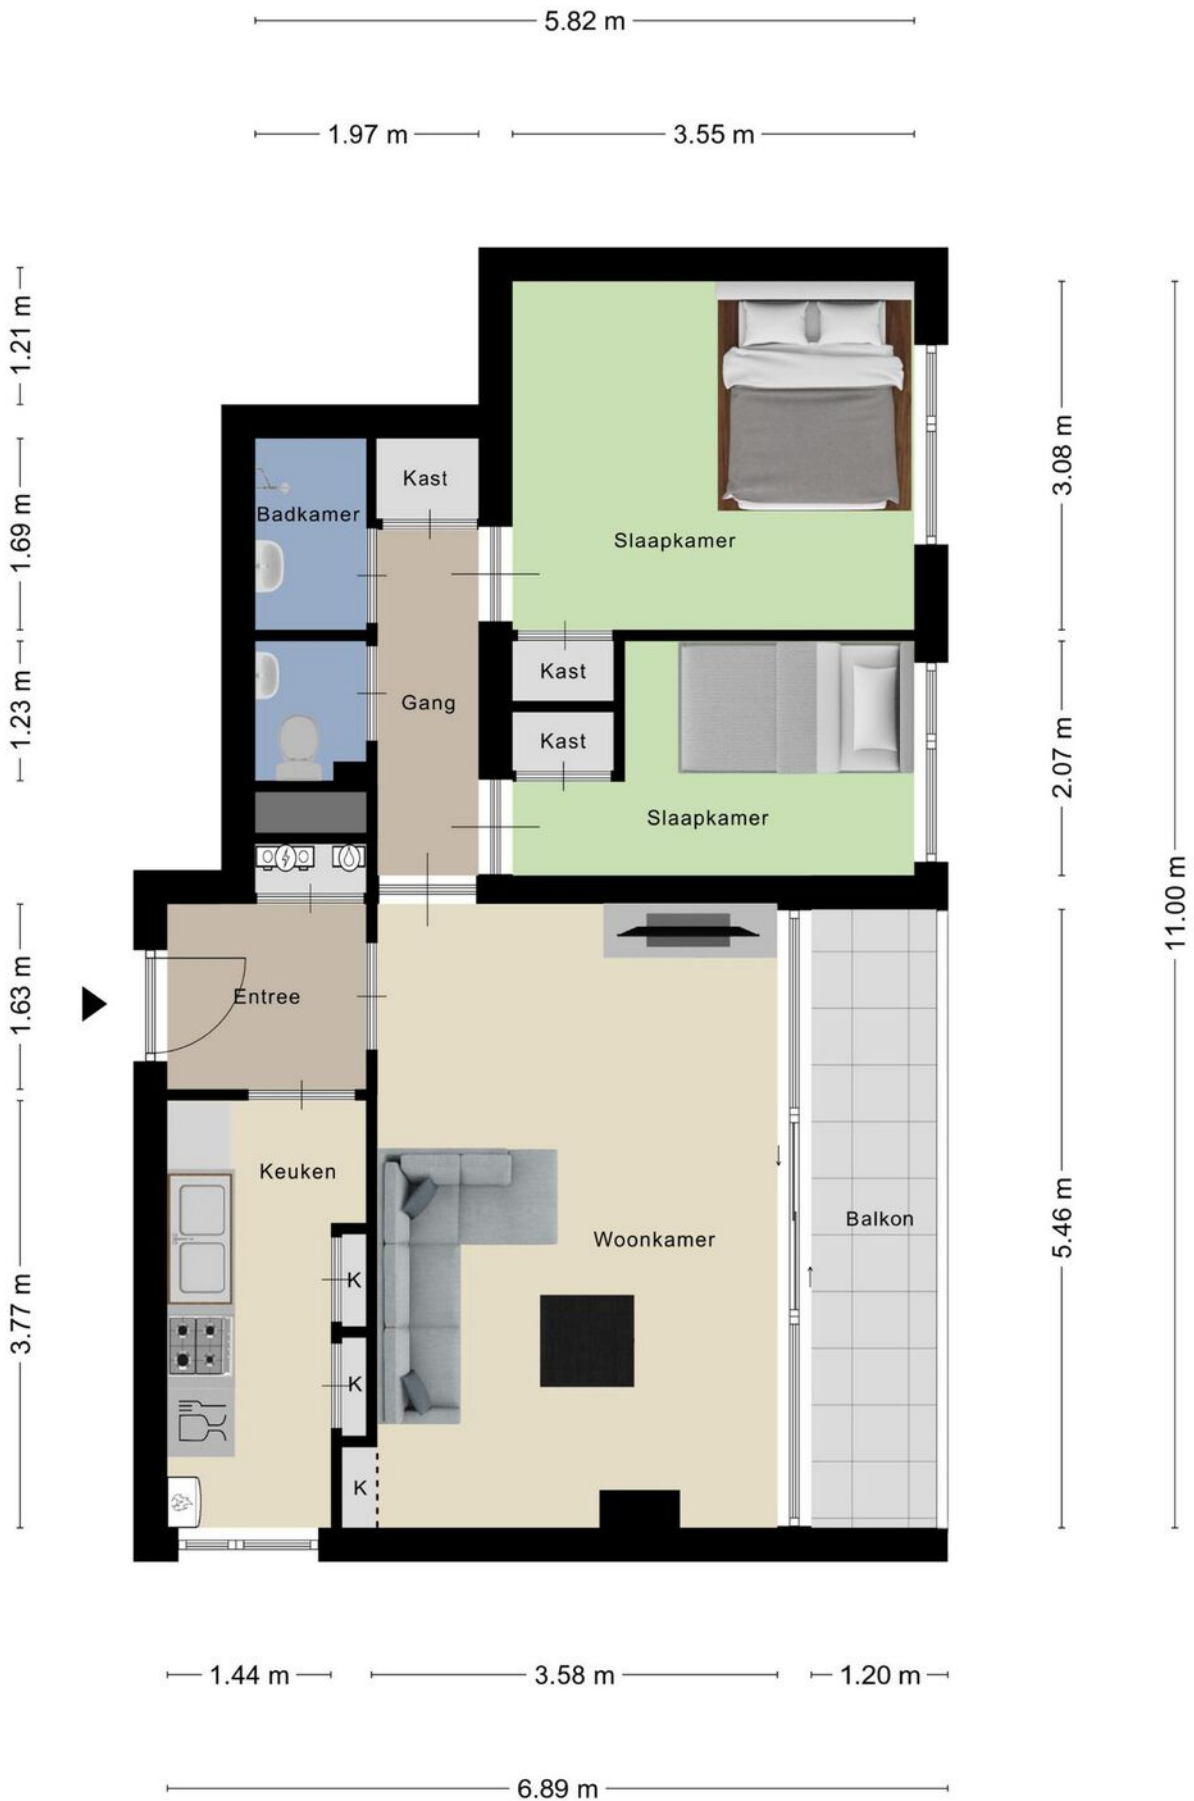 5.82 m
1.97 m
3.55 m
1.21 m
1.69 m
1.23 m
1.63 m
3.77 m
3.08 m
2.07 m
5.46 m
11.00 m
Kast
Badkamer
Slaapkamer
Kast
Gang
Kast
Slaapkamer
Entree
Keuken
Balkon
Woonkamer
K
K
K
1.44 m
3.58 m
1.20 m
6.89 m